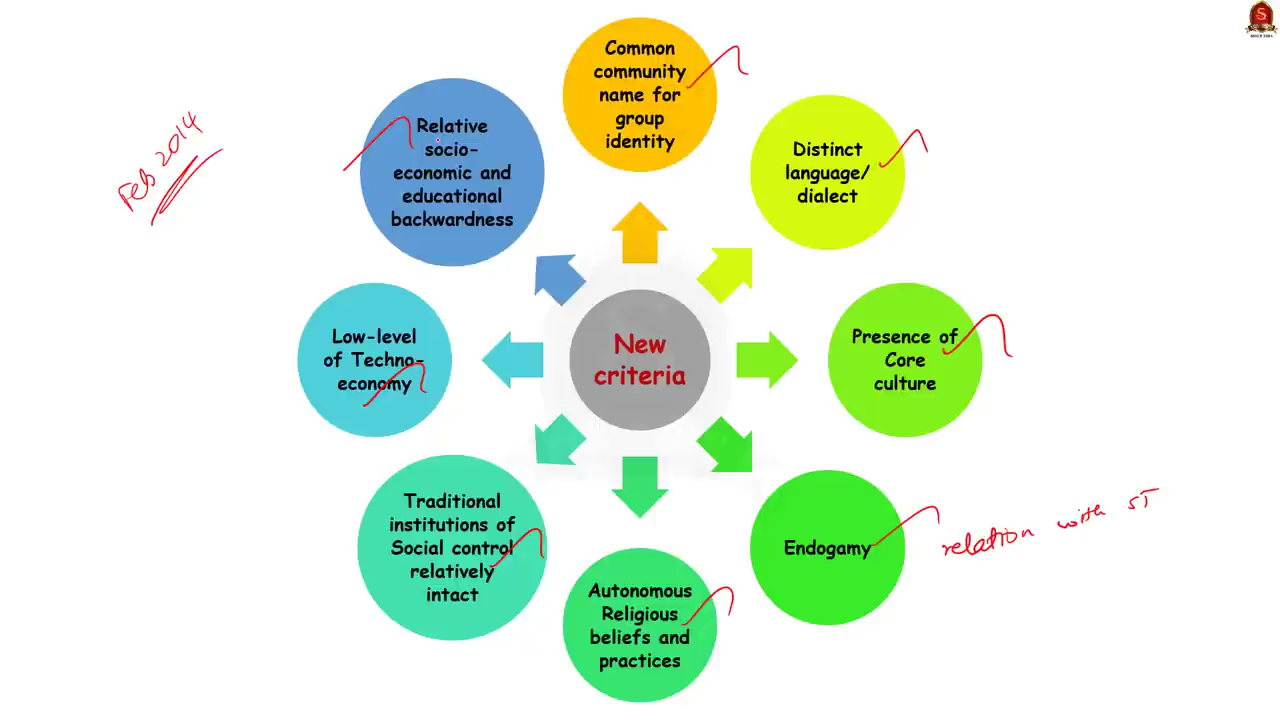 Common
community
name for
group
identity
Distinct
language/
dialect
Presence of
Core
culture
Endogamy
relation with ST
Autonomous
Religious
beliefs and
practices
Traditional
institutions of
Social control
relatively
intact
Low-level
of Techno-
economy
Relative
socio-
economic and
educational
backwardness
Feb 2014
New
criteria
S
SINCE 2004